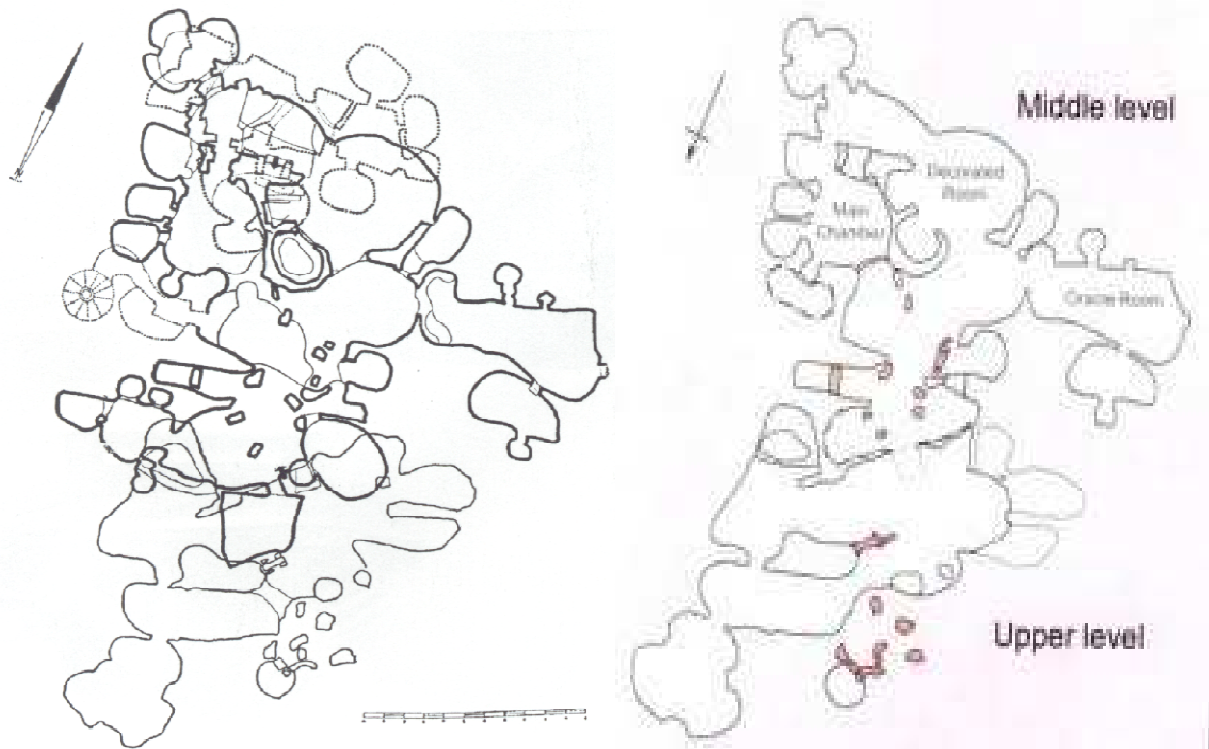 Middle level
Decorated
Room
Main
Chamber
Oracle Room
Upper level